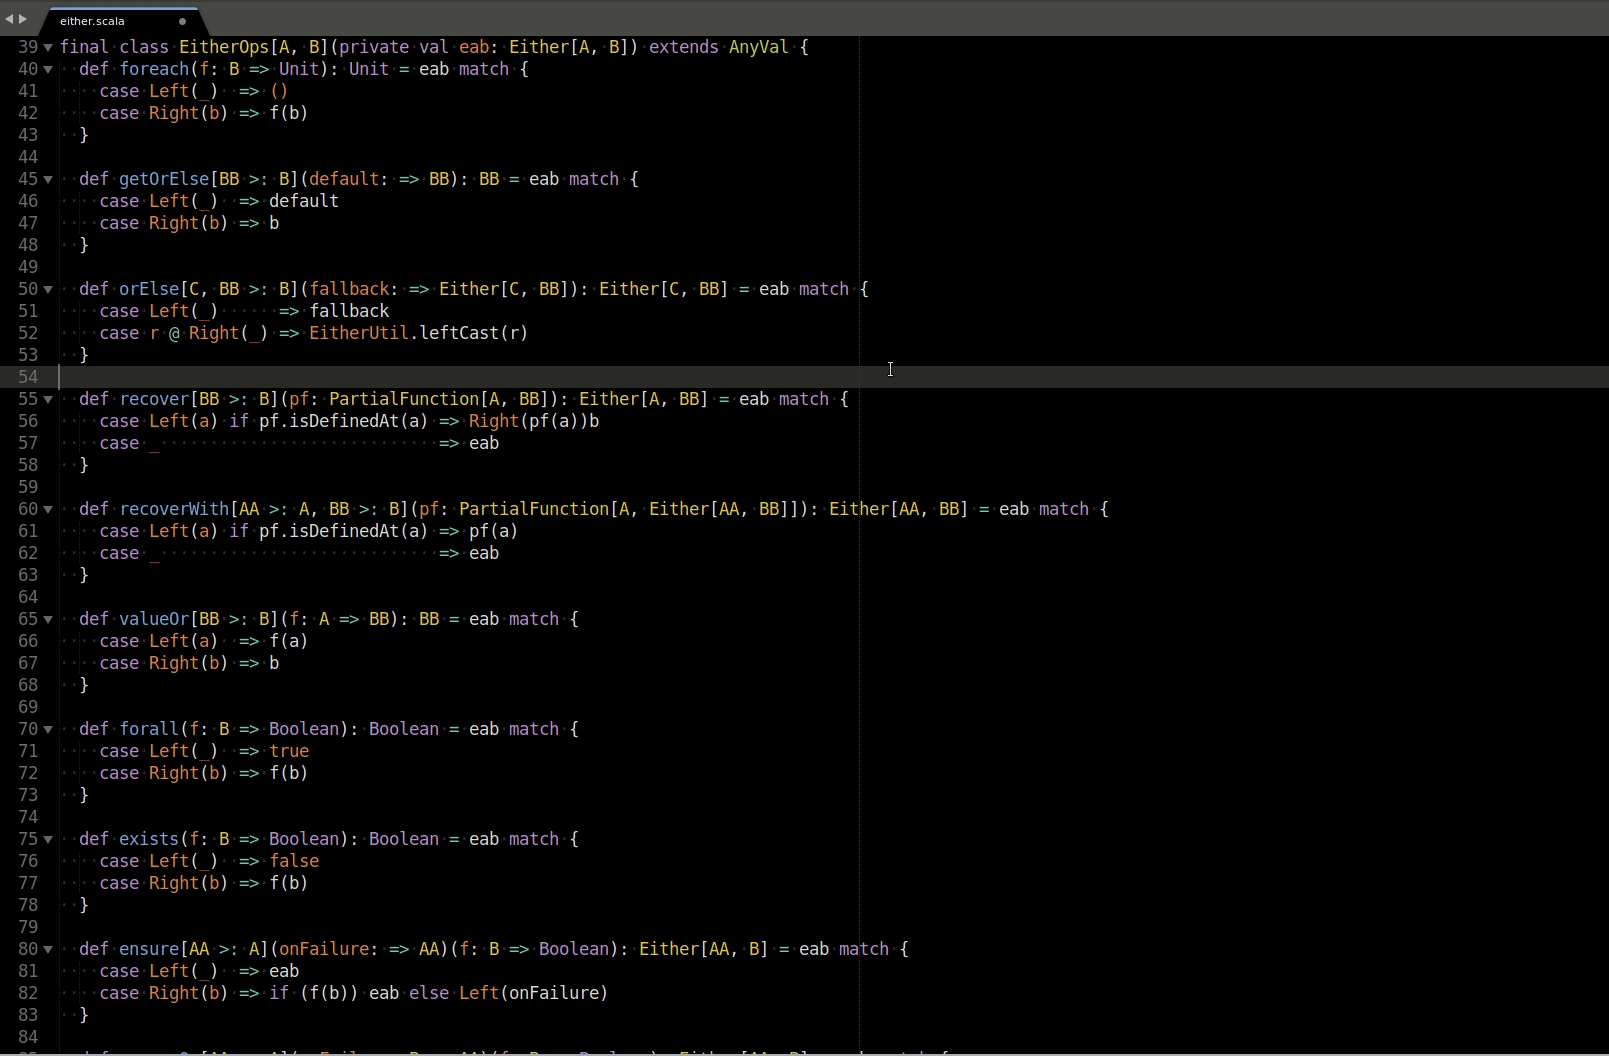 either.scala
39 final class EitherOps[A, B](private val eab: Either[A, B]) extends AnyVal {
40   def foreach(f: B => Unit): Unit = eab match {
41     case Left(_)  => ()
42     case Right(b) => f(b)
43   }
44
45   def getOrElse[BB >: B](default: => BB): BB = eab match {
46     case Left(_)  => default
47     case Right(b) => b
48   }
49
50   def orElse[C, BB >: B](fallback: => Either[C, BB]): Either[C, BB] = eab match {
51     case Left(_)      => fallback
52     case r @ Right(_) => EitherUtil.leftCast(r)
53   }
54
55   def recover[BB >: B](pf: PartialFunction[A, BB]): Either[A, BB] = eab match {
56     case Left(a) if pf.isDefinedAt(a) => Right(pf(a))b
57     case _                            => eab
58   }
59
60   def recoverWith[AA >: A, BB >: B](pf: PartialFunction[A, Either[AA, BB]]): Either[AA, BB] = eab match {
61     case Left(a) if pf.isDefinedAt(a) => pf(a)
62     case _                            => eab
63   }
64
65   def valueOr[BB >: B](f: A => BB): BB = eab match {
66     case Left(a)  => f(a)
67     case Right(b) => b
68   }
69
70   def forall(f: B => Boolean): Boolean = eab match {
71     case Left(_)  => true
72     case Right(b) => f(b)
73   }
74
75   def exists(f: B => Boolean): Boolean = eab match {
76     case Left(_)  => false
77     case Right(b) => f(b)
78   }
79
80   def ensure[AA >: A](onFailure: => AA)(f: B => Boolean): Either[AA, B] = eab match {
81     case Left(_)  => eab
82     case Right(b) => if (f(b)) eab else Left(onFailure)
83   }
84